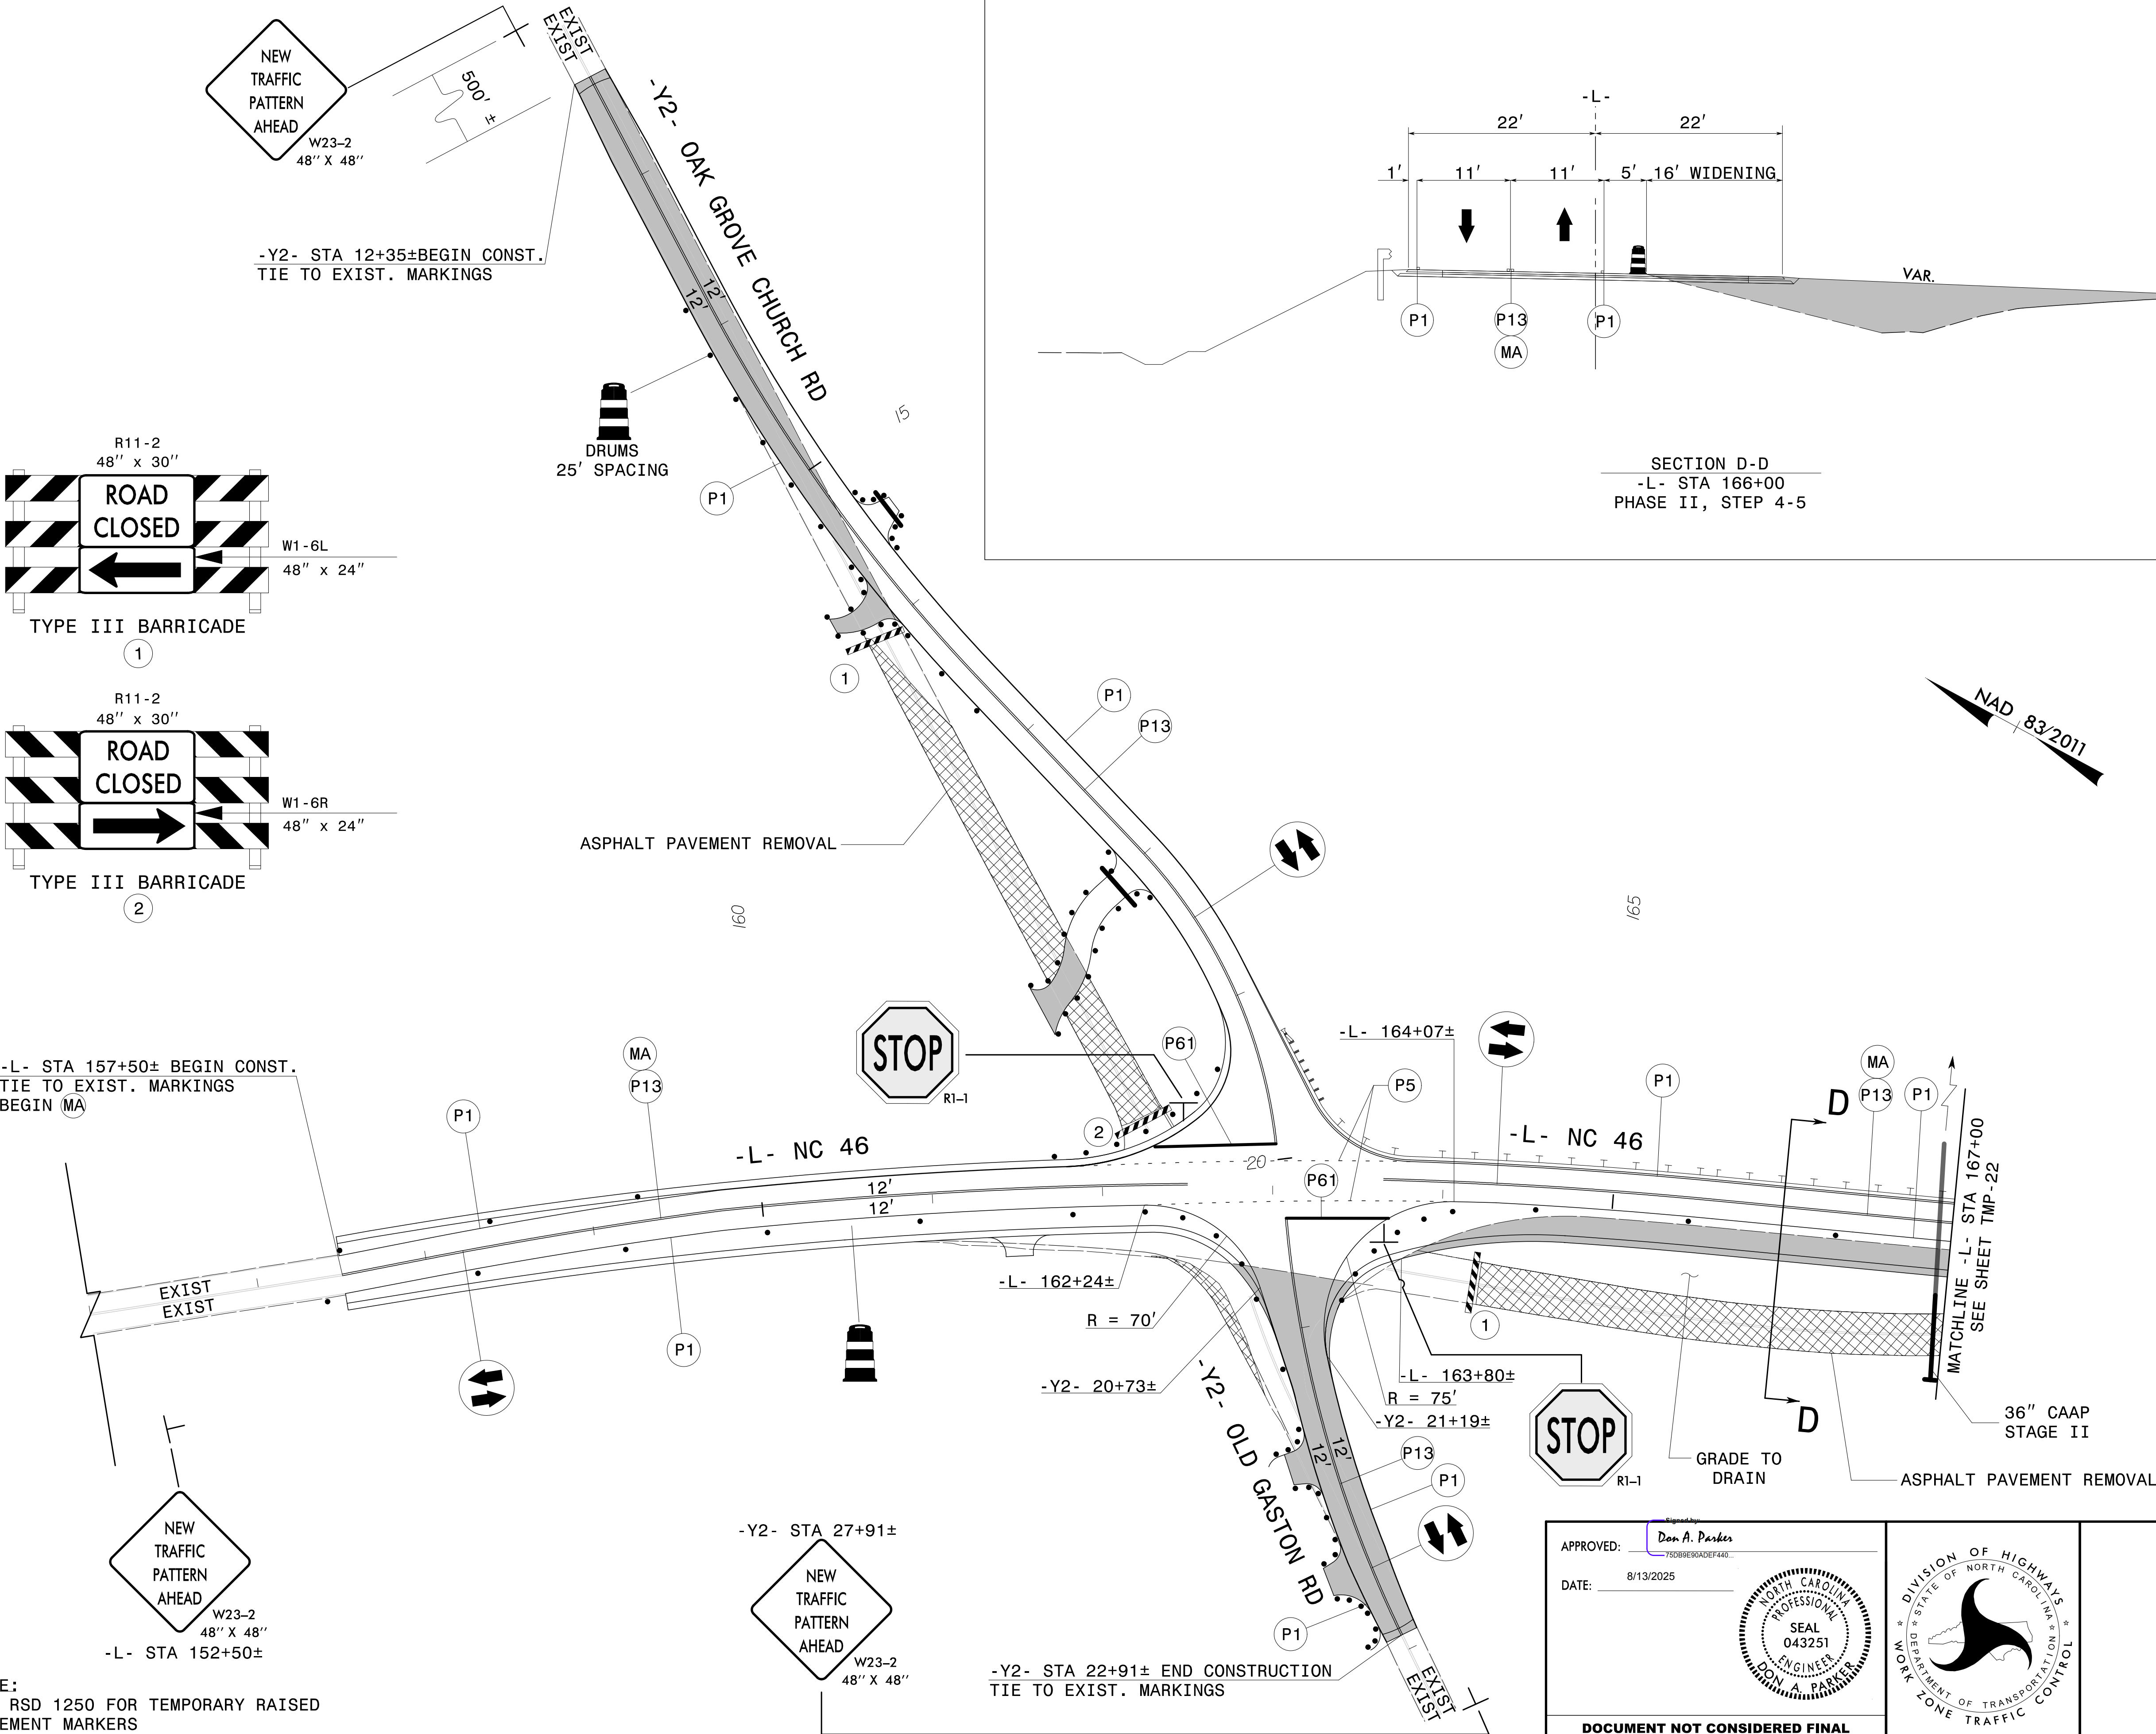 NEW
TRAFFIC
PATTERN
AHEAD
W23-2
48" X 48"
500' ±
EXIST
EXIST
-Y2- OAK GROVE CHURCH RD
-Y2- STA 12+35± BEGIN CONST.
TIE TO EXIST. MARKINGS
12'
12'
DRUMS
25' SPACING
P1
15
-L-
22'
22'
1'
11'
11'
5'
16' WIDENING
VAR.
P1
P13
P1
MA
SECTION D-D
-L- STA 166+00
PHASE II, STEP 4-5
R11-2
48" x 30"
ROAD
CLOSED
W1-6L
48" x 24"
TYPE III BARRICADE
1
R11-2
48" x 30"
ROAD
CLOSED
W1-6R
48" x 24"
TYPE III BARRICADE
2
1
P1
P13
NAD 83/2011
ASPHALT PAVEMENT REMOVAL
160
165
STOP
R1-1
P61
-L- 164+07±
P5
-L- STA 157+50± BEGIN CONST.
TIE TO EXIST. MARKINGS
BEGIN MA
MA
P13
P1
2
-L- NC 46
12'
12'
20
P61
-L- NC 46
P1
MA
P13
P1
D
MATCHLINE -L- STA 167+00
SEE SHEET TMP-22
EXIST
EXIST
P1
-L- 162+24±
R = 70'
-Y2- 20+73±
1
-L- 163+80±
R = 75'
-Y2- 21+19±
STOP
R1-1
D
GRADE TO
DRAIN
36" CAAP
STAGE II
ASPHALT PAVEMENT REMOVAL
-Y2- OLD GASTON RD
12'
12'
P13
P1
P1
NEW
TRAFFIC
PATTERN
AHEAD
W23-2
48" X 48"
-L- STA 152+50±
-Y2- STA 27+91±
NEW
TRAFFIC
PATTERN
AHEAD
W23-2
48" X 48"
-Y2- STA 22+91± END CONSTRUCTION
TIE TO EXIST. MARKINGS
EXIST
EXIST
E:
RSD 1250 FOR TEMPORARY RAISED
EMENT MARKERS
APPROVED:
Signed by:
Don A. Parker
75DB9E90ADEF440...
DATE:
8/13/2025
NORTH CAROLINA
PROFESSIONAL
SEAL
043251
ENGINEER
DON A. PARKER
DIVISION OF HIGHWAYS
STATE OF NORTH CAROLINA
DEPARTMENT OF TRANSPORTATION
WORK ZONE TRAFFIC CONTROL
DOCUMENT NOT CONSIDERED FINAL